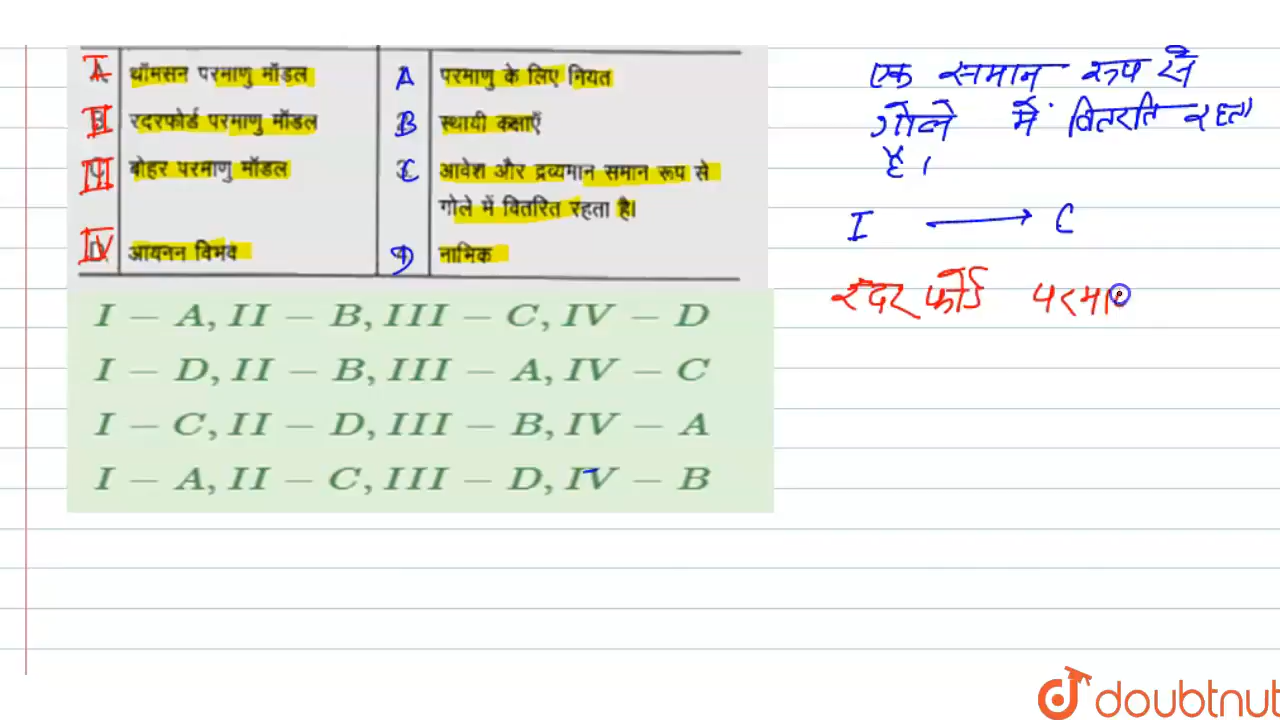 I थॉमसन परमाणु मॉडल A परमाणु के लिए नियत
II रदरफोर्ड परमाणु मॉडल B स्थायी कक्षाएँ
III बोहर परमाणु मॉडल C आवेश और द्रव्यमान समान रूप से
गोले में वितरित रहता है।
IV आयनन विभव D नाभिक
I – A, II – B, III – C, IV – D
I – D, II – B, III – A, IV – C
I – C, II – D, III – B, IV – A
I – A, II – C, III – D, IV – B
एक समान रूप से
गोले में वितरति रहता
है।
I → C
रदर फोर्ड परमा
doubtnut